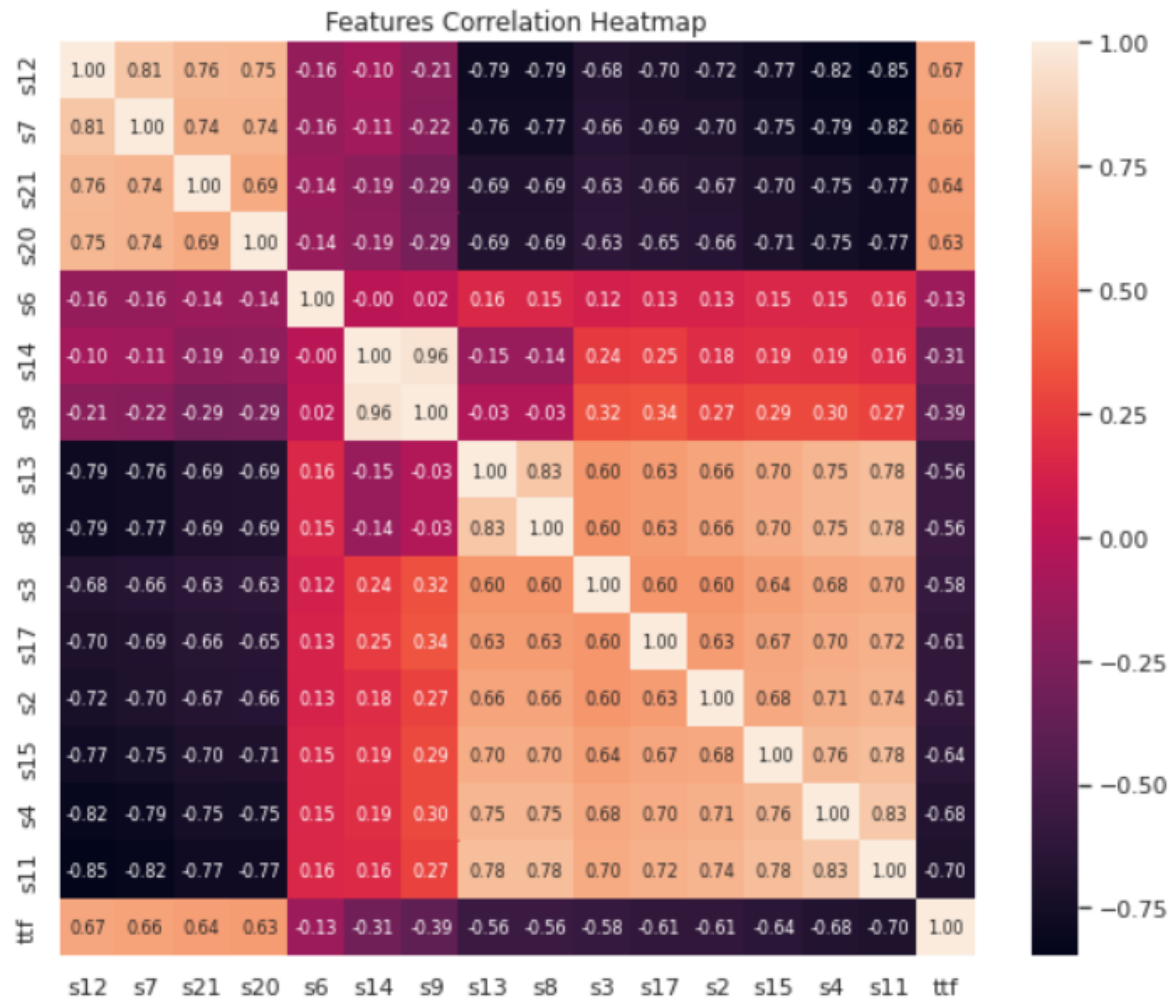 Features Correlation Heatmap
s12 1.00 0.81 0.76 0.75 -0.16 -0.10 -0.21 -0.79 -0.79 -0.68 -0.70 -0.72 -0.77 -0.82 -0.85 0.67
s7 0.81 1.00 0.74 0.74 -0.16 -0.11 -0.22 -0.76 -0.77 -0.66 -0.69 -0.70 -0.75 -0.79 -0.82 0.66
s21 0.76 0.74 1.00 0.69 -0.14 -0.19 -0.29 -0.69 -0.69 -0.63 -0.66 -0.67 -0.70 -0.75 -0.77 0.64
s20 0.75 0.74 0.69 1.00 -0.14 -0.19 -0.29 -0.69 -0.69 -0.63 -0.65 -0.66 -0.71 -0.75 -0.77 0.63
s6 -0.16 -0.16 -0.14 -0.14 1.00 -0.00 0.02 0.16 0.15 0.12 0.13 0.13 0.15 0.15 0.16 -0.13
s14 -0.10 -0.11 -0.19 -0.19 -0.00 1.00 0.96 -0.15 -0.14 0.24 0.25 0.18 0.19 0.19 0.16 -0.31
s9 -0.21 -0.22 -0.29 -0.29 0.02 0.96 1.00 -0.03 -0.03 0.32 0.34 0.27 0.29 0.30 0.27 -0.39
s13 -0.79 -0.76 -0.69 -0.69 0.16 -0.15 -0.03 1.00 0.83 0.60 0.63 0.66 0.70 0.75 0.78 -0.56
s8 -0.79 -0.77 -0.69 -0.69 0.15 -0.14 -0.03 0.83 1.00 0.60 0.63 0.66 0.70 0.75 0.78 -0.56
s3 -0.68 -0.66 -0.63 -0.63 0.12 0.24 0.32 0.60 0.60 1.00 0.60 0.60 0.64 0.68 0.70 -0.58
s17 -0.70 -0.69 -0.66 -0.65 0.13 0.25 0.34 0.63 0.63 0.60 1.00 0.63 0.67 0.70 0.72 -0.61
s2 -0.72 -0.70 -0.67 -0.66 0.13 0.18 0.27 0.66 0.66 0.60 0.63 1.00 0.68 0.71 0.74 -0.61
s15 -0.77 -0.75 -0.70 -0.71 0.15 0.19 0.29 0.70 0.70 0.64 0.67 0.68 1.00 0.76 0.78 -0.64
s4 -0.82 -0.79 -0.75 -0.75 0.15 0.19 0.30 0.75 0.75 0.68 0.70 0.71 0.76 1.00 0.83 -0.68
s11 -0.85 -0.82 -0.77 -0.77 0.16 0.16 0.27 0.78 0.78 0.70 0.72 0.74 0.78 0.83 1.00 -0.70
ttf 0.67 0.66 0.64 0.63 -0.13 -0.31 -0.39 -0.56 -0.56 -0.58 -0.61 -0.61 -0.64 -0.68 -0.70 1.00
s12 s7 s21 s20 s6 s14 s9 s13 s8 s3 s17 s2 s15 s4 s11 ttf
1.00
0.75
0.50
0.25
0.00
−0.25
−0.50
−0.75